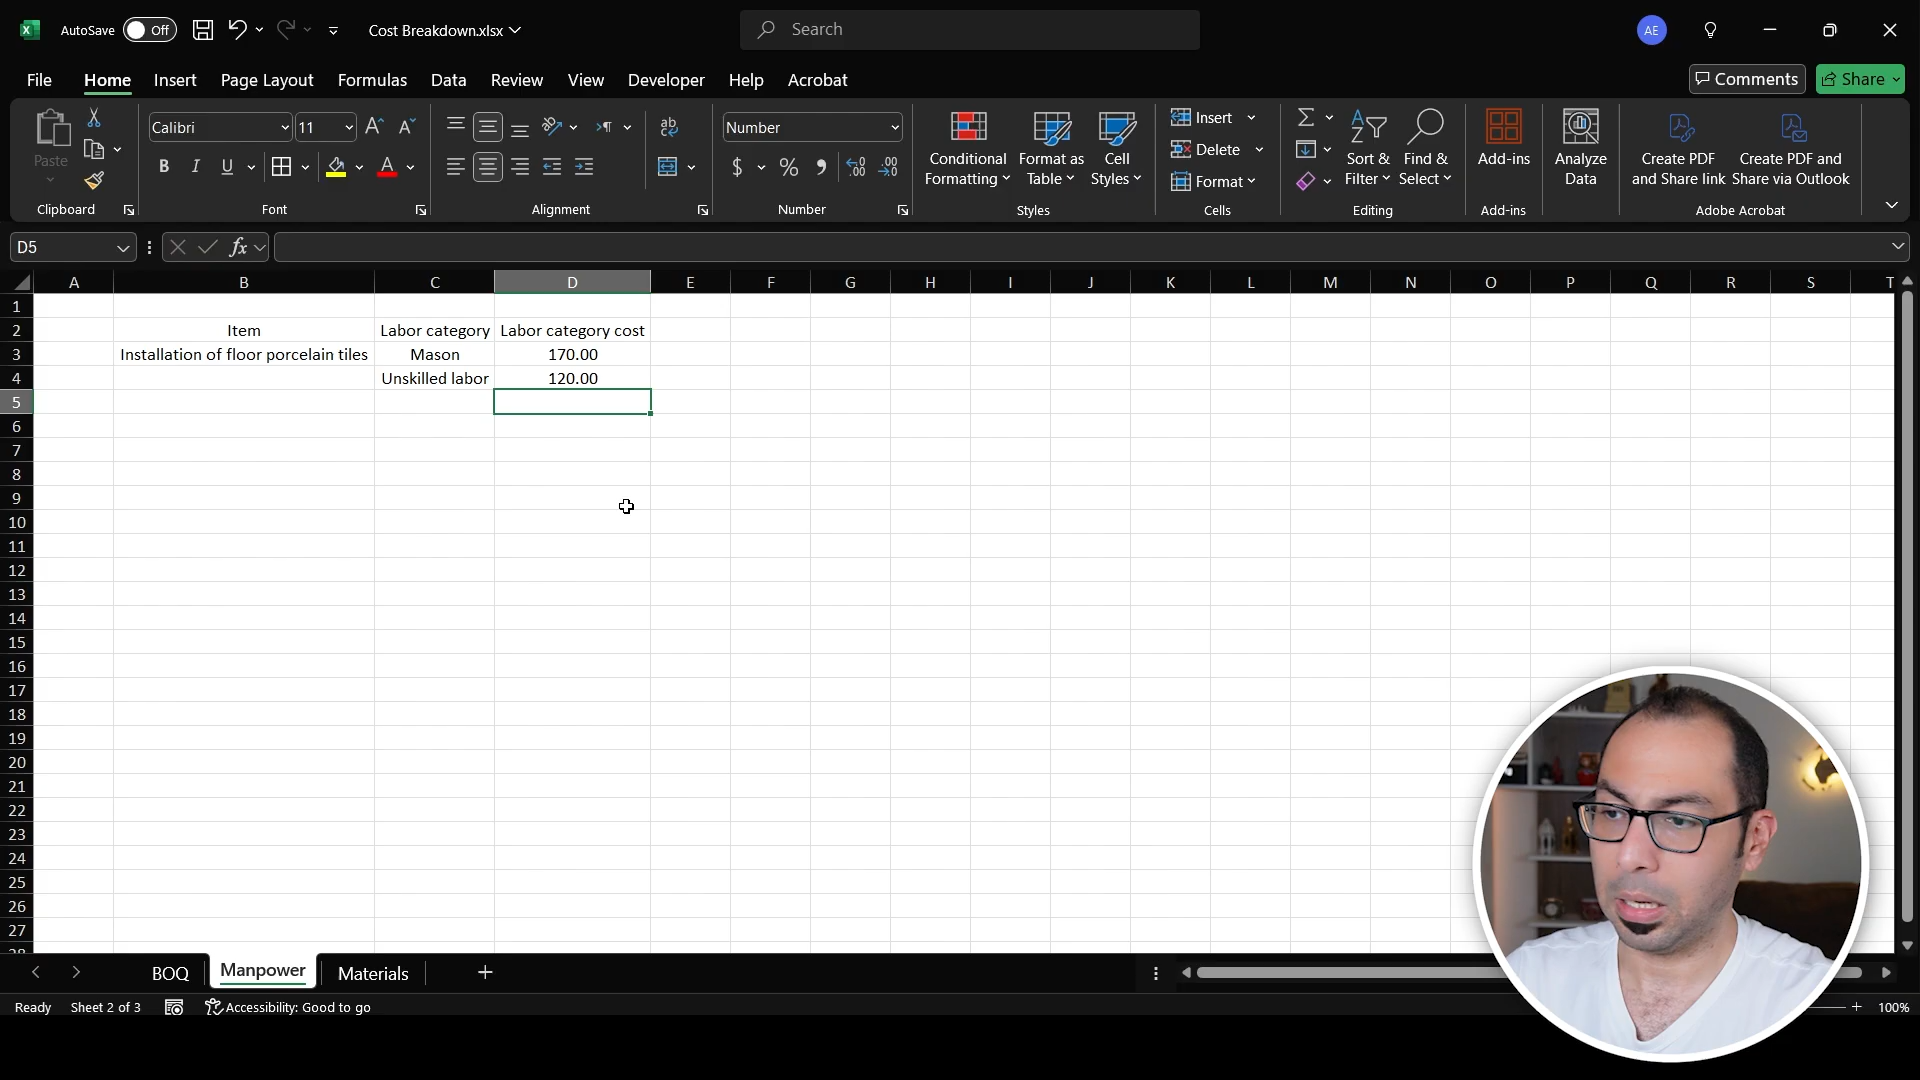 AutoSave Off Cost Breakdown.xlsx Search AE
File Home Insert Page Layout Formulas Data Review View Developer Help Acrobat Comments Share
Paste Calibri 11 Number Conditional Formatting Format as Table Cell Styles Insert Delete Format Sort & Filter Find & Select Add-ins Analyze Data Create PDF and Share link Create PDF and Share via Outlook
Clipboard Font Alignment Number Styles Cells Editing Add-ins Adobe Acrobat
D5 fx
A B C D E F G H I J K L M N O P Q R S T
1
2 Item Labor category Labor category cost
3 Installation of floor porcelain tiles Mason 170.00
4 Unskilled labor 120.00
5
6
7
8
9
10
11
12
13
14
15
16
17
18
19
20
21
22
23
24
25
26
27
28
BOQ Manpower Materials
Ready Sheet 2 of 3 Accessibility: Good to go 100%